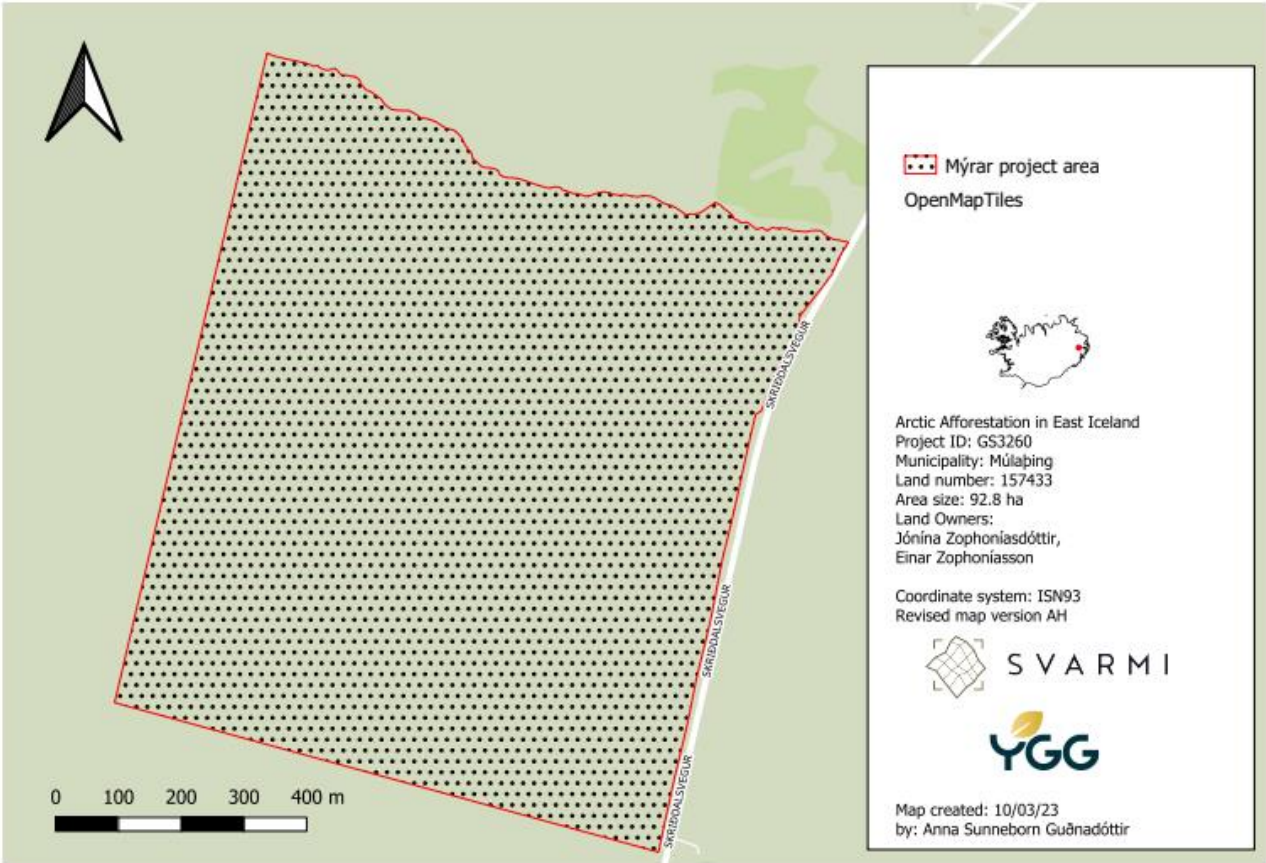 Mýrar project area
OpenMapTiles
SKRIÐDALSVEGUR
SKRIÐDALSVEGUR
SKRIÐDALSVEGUR
Arctic Afforestation in East Iceland
Project ID: GS3260
Municipality: Múlaþing
Land number: 157433
Area size: 92.8 ha
Land Owners:
Jónína Zophoníasdóttir,
Einar Zophoníasson
Coordinate system: ISN93
Revised map version AH
SVARMI
YGG
Map created: 10/03/23
by: Anna Sunneborn Guðnadóttir
0 100 200 300 400 m